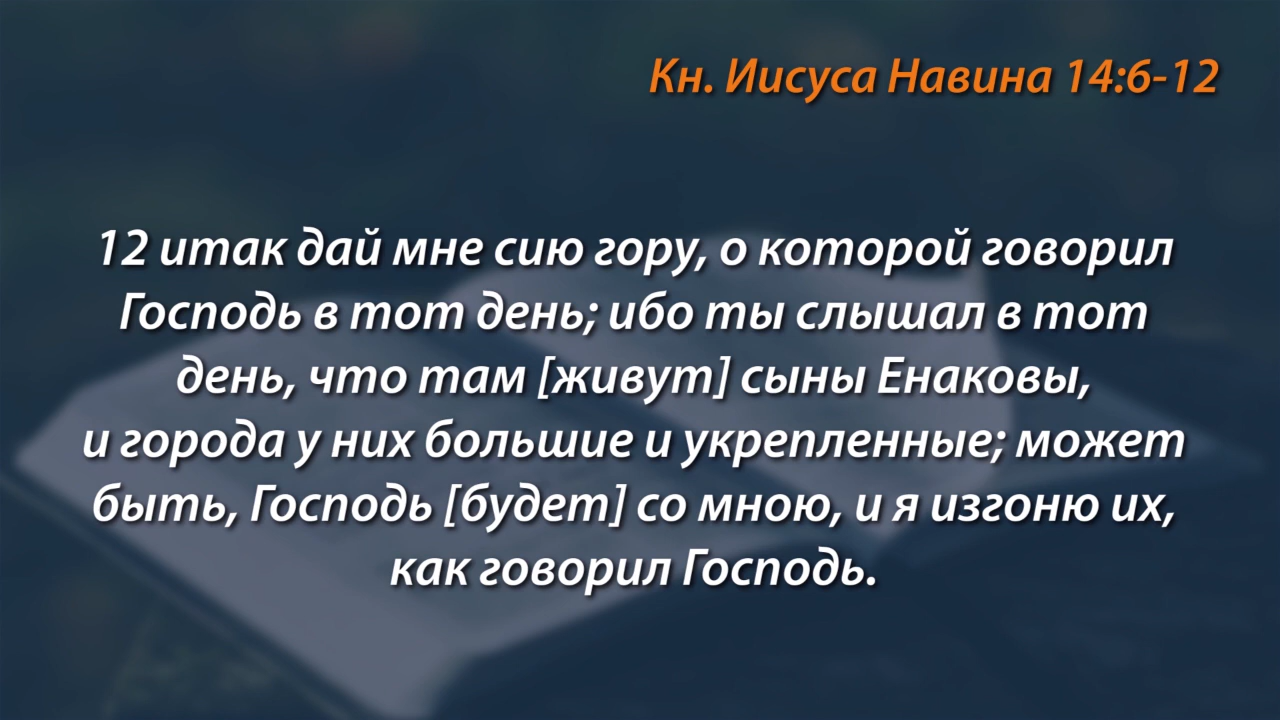 Кн. Иисуса Навина 14:6-12
12 итак дай мне сию гору, о которой говорил
Господь в тот день; ибо ты слышал в тот
день, что там [живут] сыны Енаковы,
и города у них большие и укрепленные; может
быть, Господь [будет] со мною, и я изгоню их,
как говорил Господь.